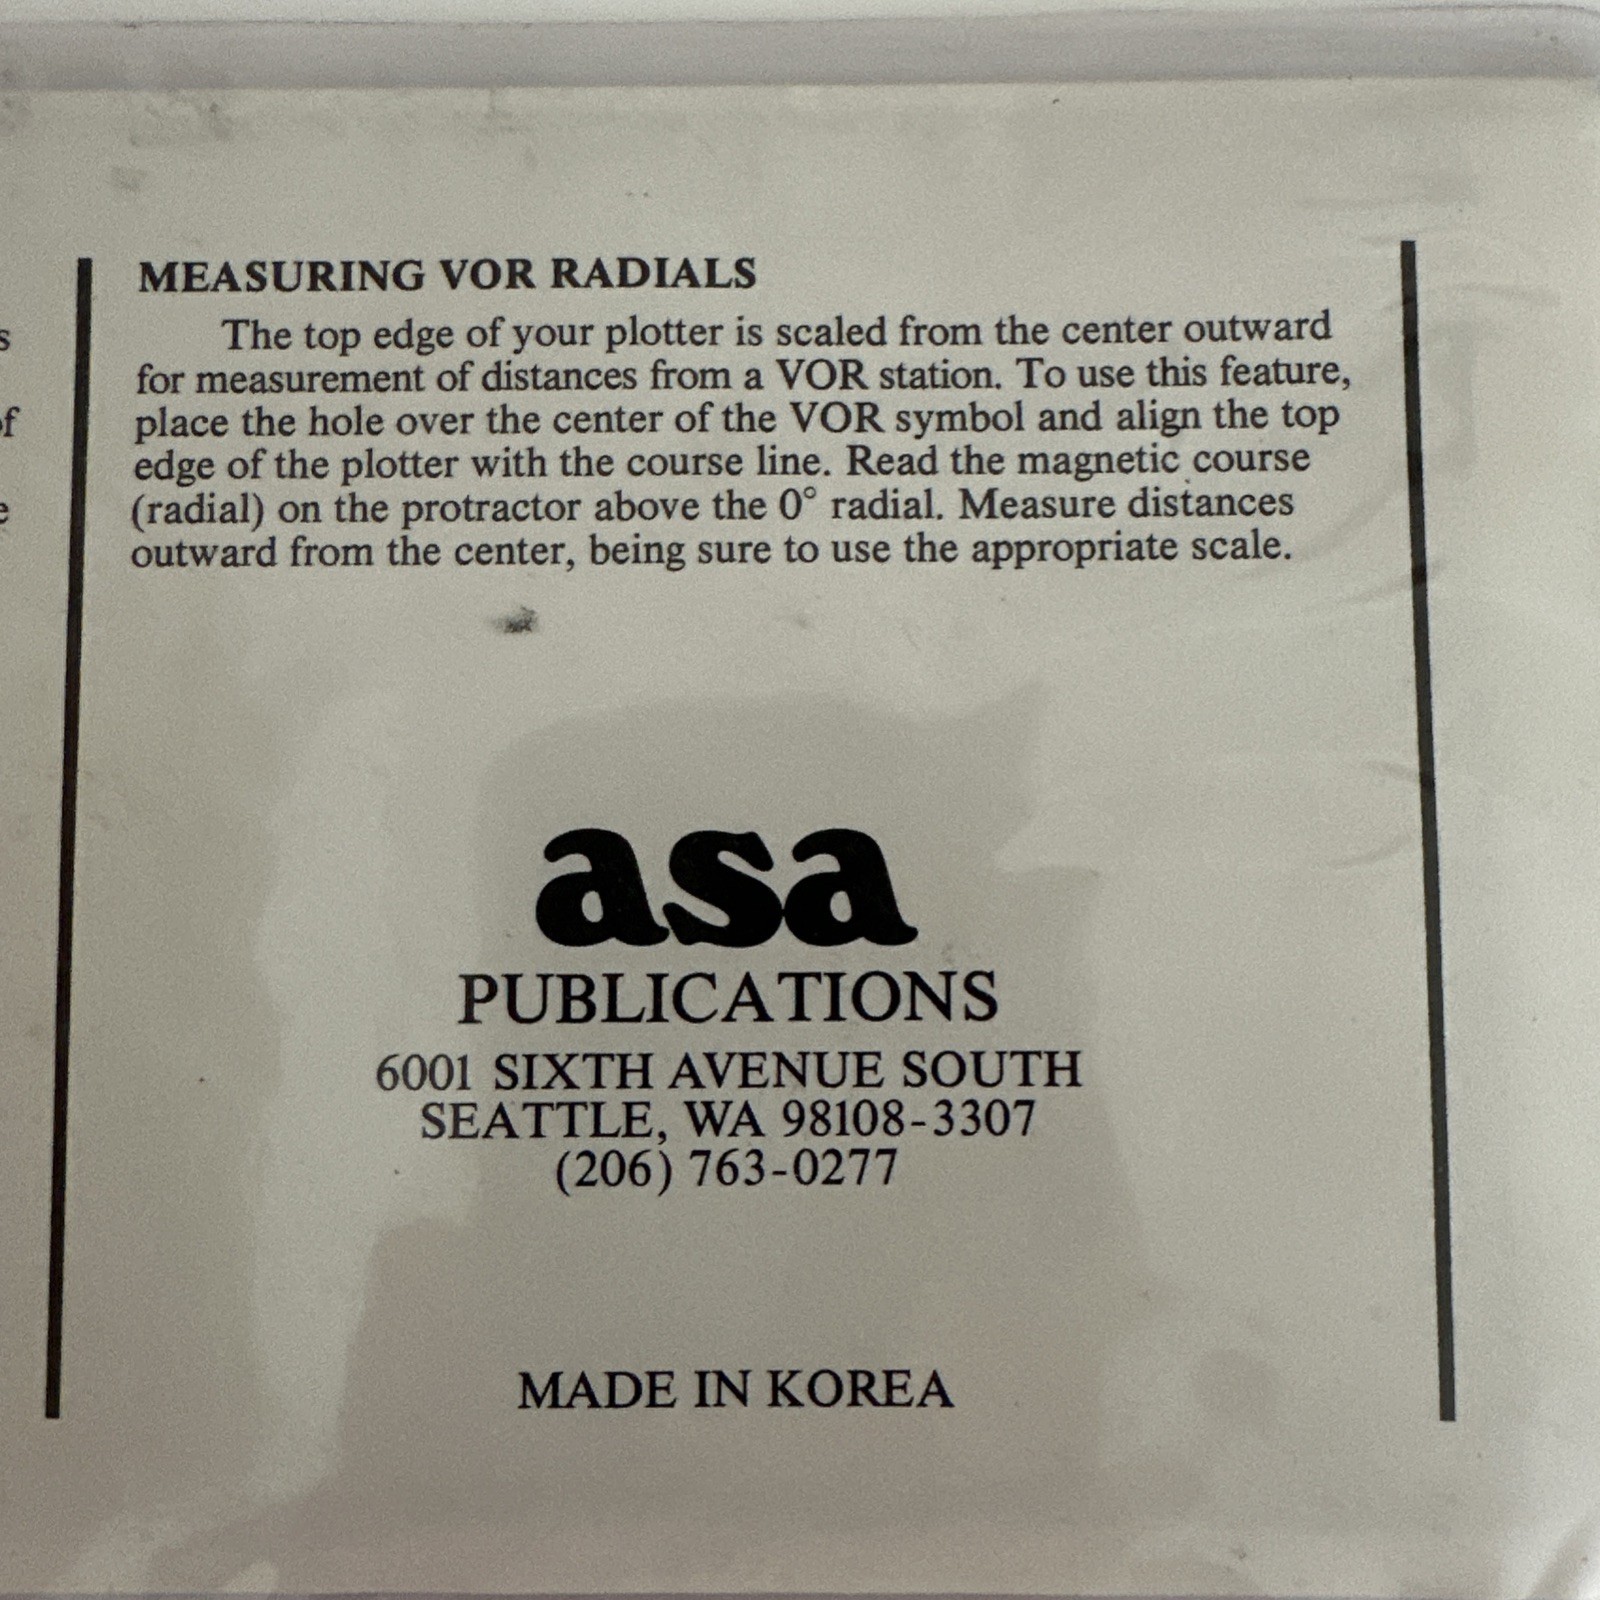 MEASURING VOR RADIALS
The top edge of your plotter is scaled from the center outward
for measurement of distances from a VOR station. To use this feature,
place the hole over the center of the VOR symbol and align the top
edge of the plotter with the course line. Read the magnetic course
(radial) on the protractor above the 0° radial. Measure distances
outward from the center, being sure to use the appropriate scale.
asa
PUBLICATIONS
6001 SIXTH AVENUE SOUTH
SEATTLE, WA 98108-3307
(206) 763-0277
MADE IN KOREA